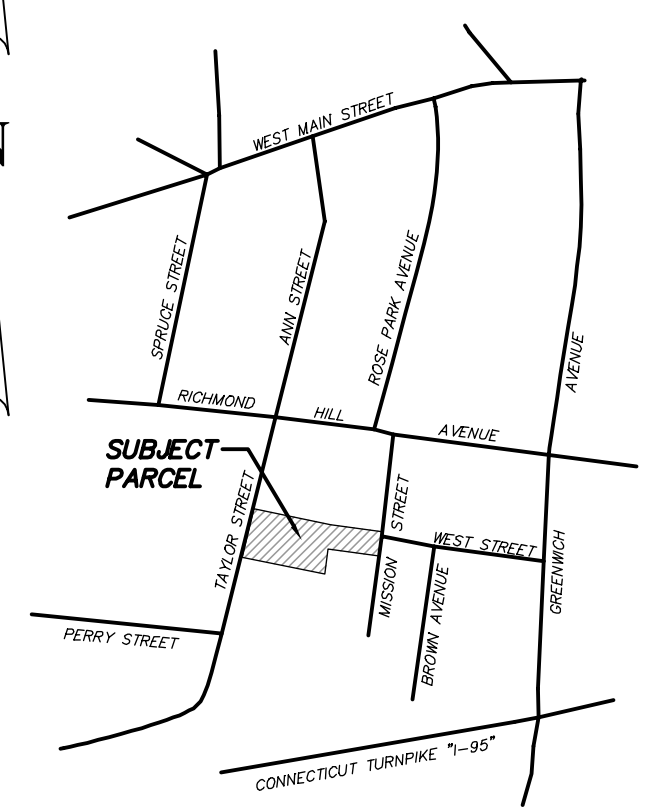 N
WEST MAIN STREET
SPRUCE STREET
ANN STREET
ROSE PARK AVENUE
AVENUE
RICHMOND
HILL
AVENUE
SUBJECT
PARCEL
TAYLOR STREET
STREET
WEST STREET
GREENWICH
MISSION
BROWN AVENUE
PERRY STREET
CONNECTICUT TURNPIKE "I-95"